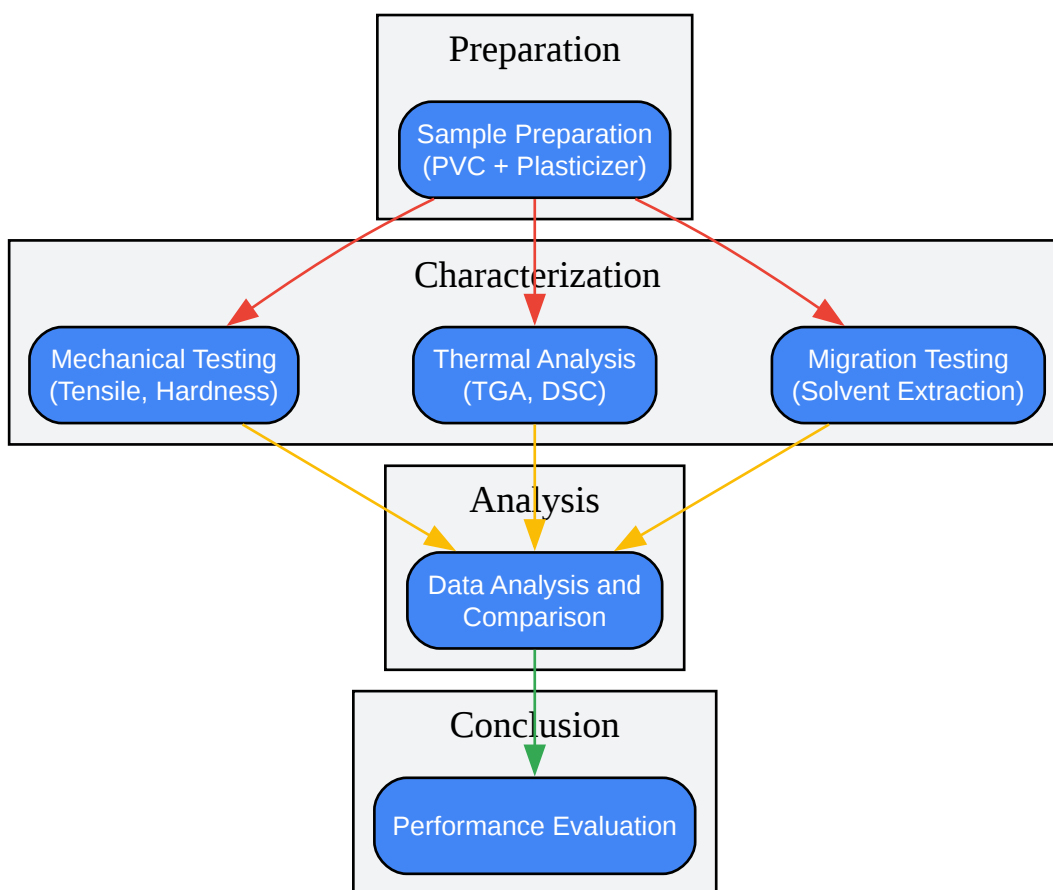 Preparation
Sample Preparation
(PVC + Plasticizer)
Characterization
Mechanical Testing
(Tensile, Hardness)
Thermal Analysis
(TGA, DSC)
Migration Testing
(Solvent Extraction)
Analysis
Data Analysis and
Comparison
Conclusion
Performance Evaluation